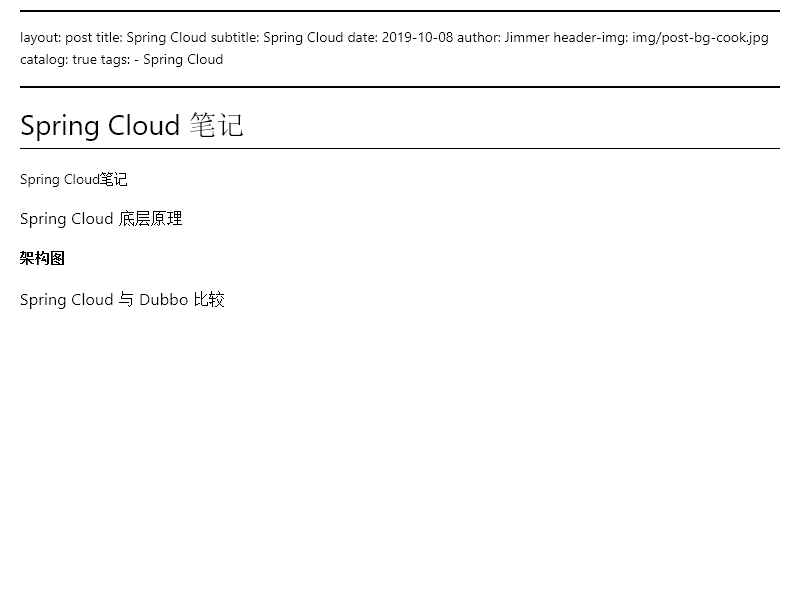 layout: post title: Spring Cloud subtitle: Spring Cloud date: 2019-10-08 author: Jimmer header-img: img/post-bg-cook.jpg
catalog: true tags: - Spring Cloud
Spring Cloud 笔记
Spring Cloud笔记
Spring Cloud 底层原理
架构图
Spring Cloud 与 Dubbo 比较